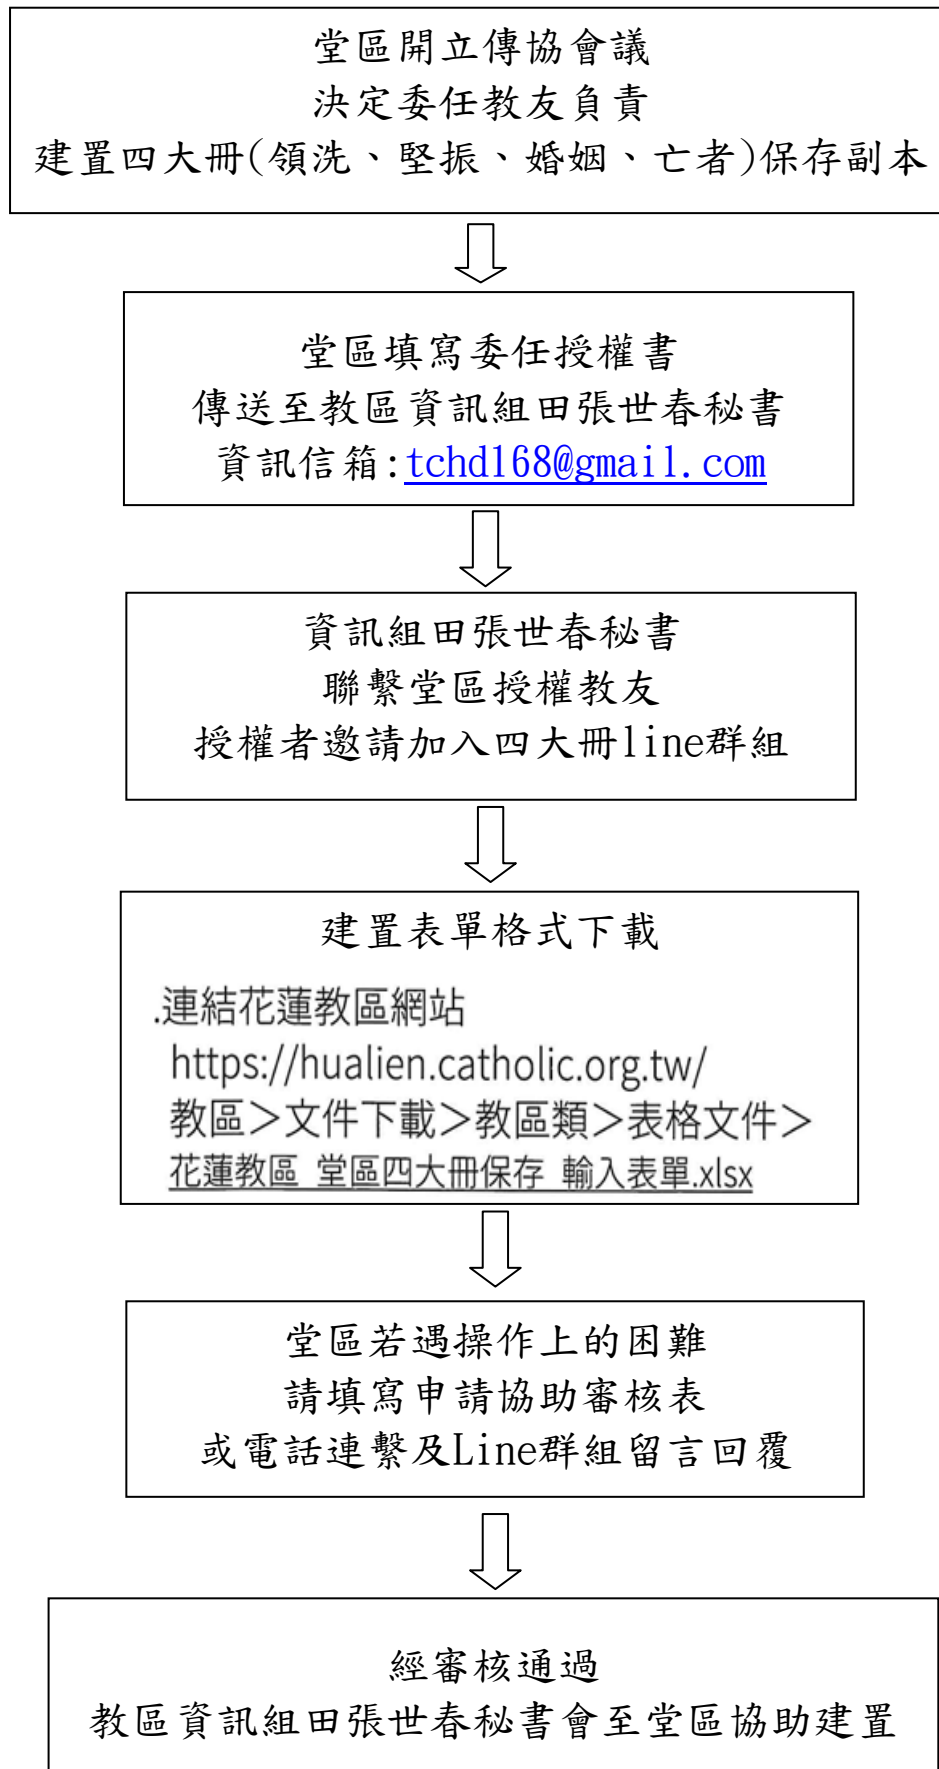 堂區開立傳協會議
決定委任教友負責
建置四大冊(領洗、堅振、婚姻、亡者)保存副本
堂區填寫委任授權書
傳送至教區資訊組田張世春秘書
資訊信箱:tchd168@gmail.com
資訊組田張世春秘書
聯繫堂區授權教友
授權者邀請加入四大冊line群組
建置表單格式下載
.連結花蓮教區網站
https://hualien.catholic.org.tw/
教區＞文件下載＞教區類＞表格文件＞
花蓮教區_堂區四大冊保存_輸入表單.xlsx
堂區若遇操作上的困難
請填寫申請協助審核表
或電話連繫及Line群組留言回覆
經審核通過
教區資訊組田張世春秘書會至堂區協助建置